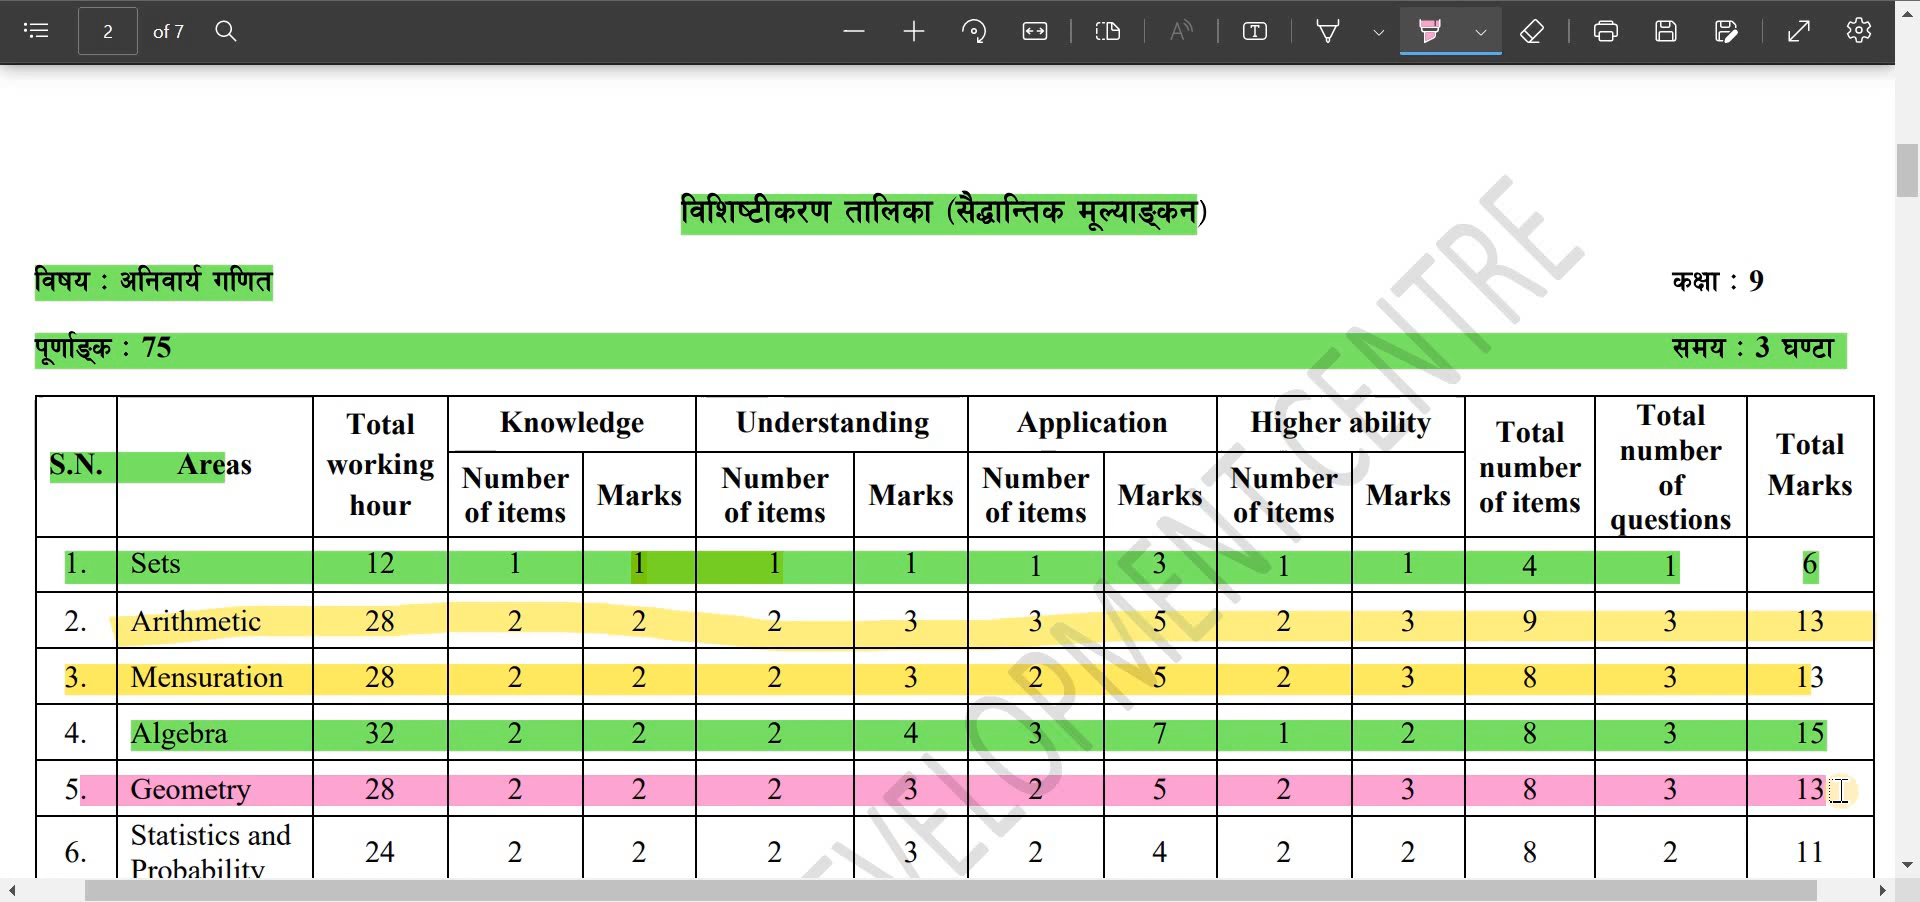 2 of 7
विशिष्टीकरण तालिका (सैद्धान्तिक मूल्याङ्कन)
विषय : अनिवार्य गणित कक्षा : 9
पूर्णाङ्क : 75 समय : 3 घण्टा
S.N. Areas Total working hour Knowledge Understanding Application Higher ability Total number of items Total number of questions Total Marks
Number of items Marks Number of items Marks Number of items Marks Number of items Marks
1. Sets 12 1 1 1 1 1 3 1 1 4 1 6
2. Arithmetic 28 2 2 2 3 3 5 2 3 9 3 13
3. Mensuration 28 2 2 2 3 2 5 2 3 8 3 13
4. Algebra 32 2 2 2 4 3 7 1 2 8 3 15
5. Geometry 28 2 2 2 3 2 5 2 3 8 3 13
6. Statistics and Probability 24 2 2 2 3 2 4 2 2 8 2 11
EVELOPMENT CENTRE